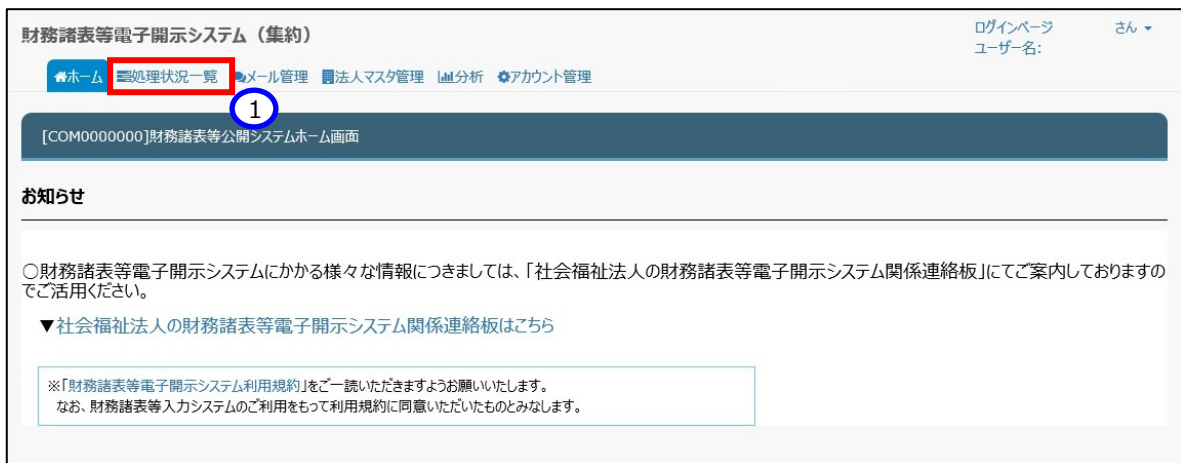 財務諸表等電子開示システム（集約）
ログインページ さん
ユーザー名：
ホーム 処理状況一覧 メール管理 法人マスタ管理 分析 アカウント管理
1
[COM0000000]財務諸表等公開システムホーム画面
お知らせ
○財務諸表等電子開示システムにかかる様々な情報につきましては、「社会福祉法人の財務諸表等電子開示システム関係連絡板」にてご案内しておりますの
でご活用ください。
▼社会福祉法人の財務諸表等電子開示システム関係連絡板はこちら
※「財務諸表等電子開示システム利用規約」をご一読いただきますようお願いいたします。
なお、財務諸表等入力システムのご利用をもって利用規約に同意いただいたものとみなします。